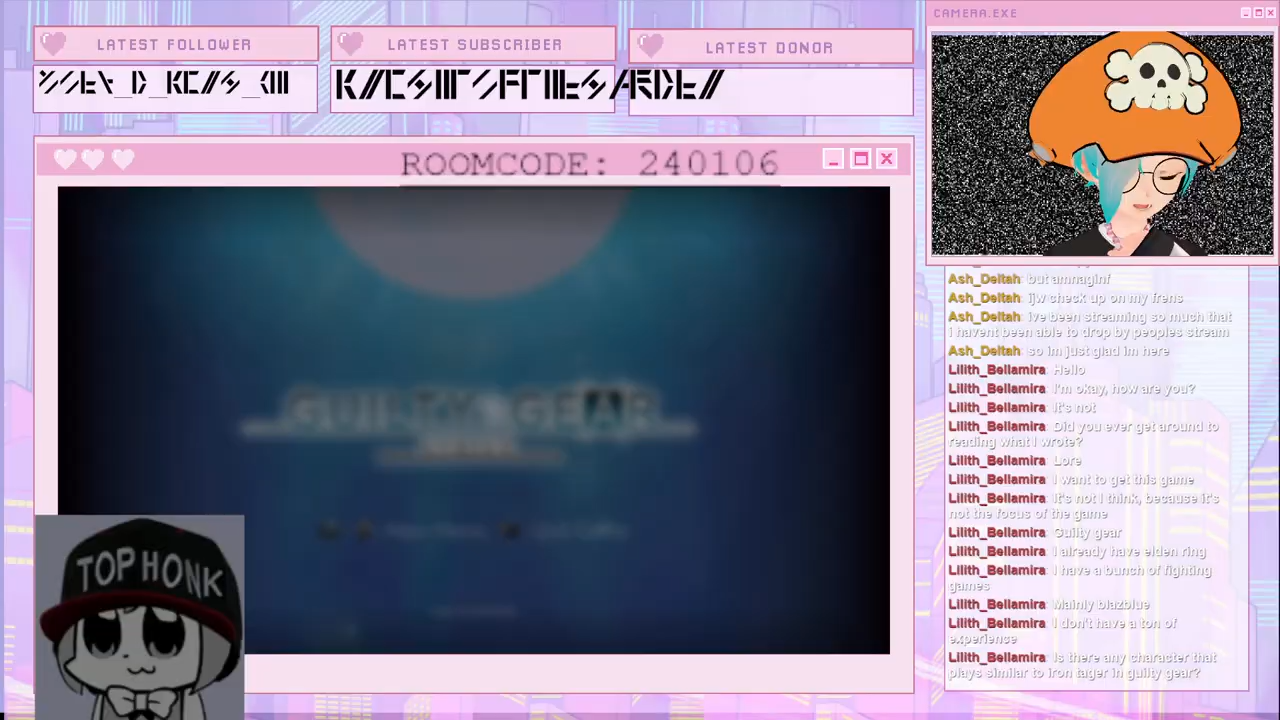 LATEST FOLLOWER
LATEST SUBSCRIBER
LATEST DONOR
CAMERA.EXE
ROOMCODE: 240106
TOP HONK
Ash_Deltah: but amnaginf
Ash_Deltah: ijw check up on my frens
Ash_Deltah: ive been streaming so much that
i havent been able to drop by peoples stream
Ash_Deltah: so im just glad im here
Lilith_Bellamira: Hello
Lilith_Bellamira: I'm okay, how are you?
Lilith_Bellamira: It's not
Lilith_Bellamira: Did you ever get around to
reading what I wrote?
Lilith_Bellamira: Lore
Lilith_Bellamira: I want to get this game
Lilith_Bellamira: It's not I think, because it's
not the focus of the game
Lilith_Bellamira: Guilty gear
Lilith_Bellamira: I already have elden ring
Lilith_Bellamira: I have a bunch of fighting
games
Lilith_Bellamira: Mainly blazblue
Lilith_Bellamira: I don't have a ton of
experience
Lilith_Bellamira: Is there any character that
plays similar to iron tager in guilty gear?